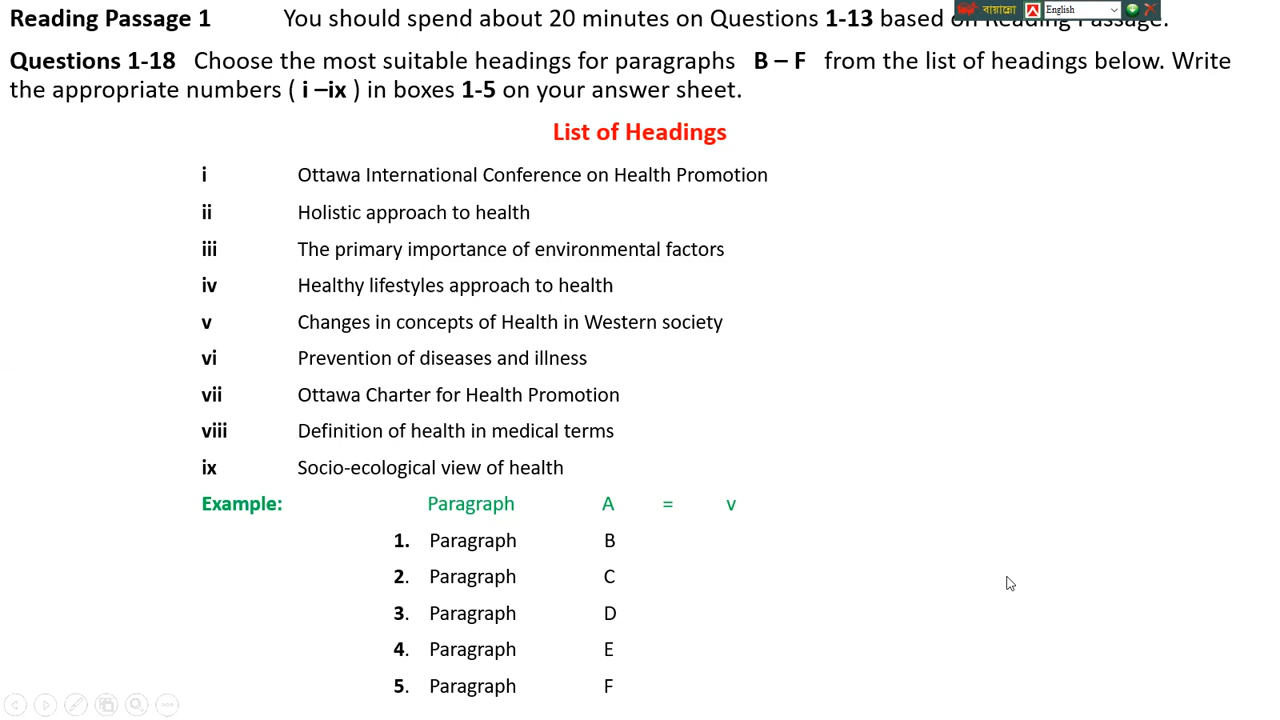 Reading Passage 1 You should spend about 20 minutes on Questions 1-13 based on Reading Passage.
Questions 1-18 Choose the most suitable headings for paragraphs B – F from the list of headings below. Write
the appropriate numbers ( i –ix ) in boxes 1-5 on your answer sheet.
বায়ান্নো English
List of Headings
i Ottawa International Conference on Health Promotion
ii Holistic approach to health
iii The primary importance of environmental factors
iv Healthy lifestyles approach to health
v Changes in concepts of Health in Western society
vi Prevention of diseases and illness
vii Ottawa Charter for Health Promotion
viii Definition of health in medical terms
ix Socio-ecological view of health
Example: Paragraph A = v
1. Paragraph B
2. Paragraph C
3. Paragraph D
4. Paragraph E
5. Paragraph F